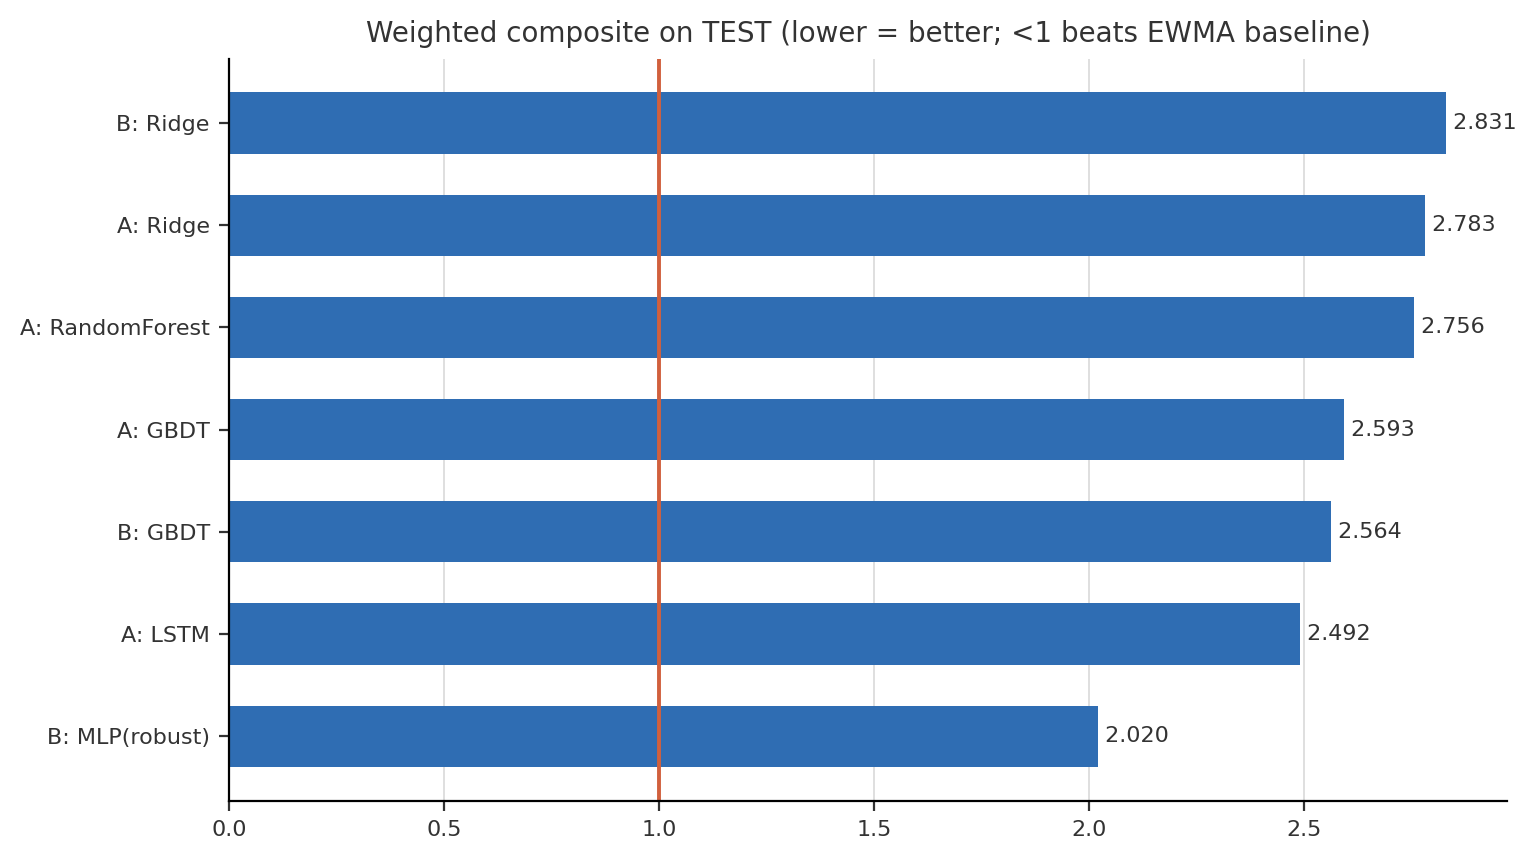 Weighted composite on TEST (lower = better; <1 beats EWMA baseline)
B: Ridge
2.831
A: Ridge
2.783
A: RandomForest
2.756
A: GBDT
2.593
B: GBDT
2.564
A: LSTM
2.492
B: MLP(robust)
2.020
0.0 0.5 1.0 1.5 2.0 2.5